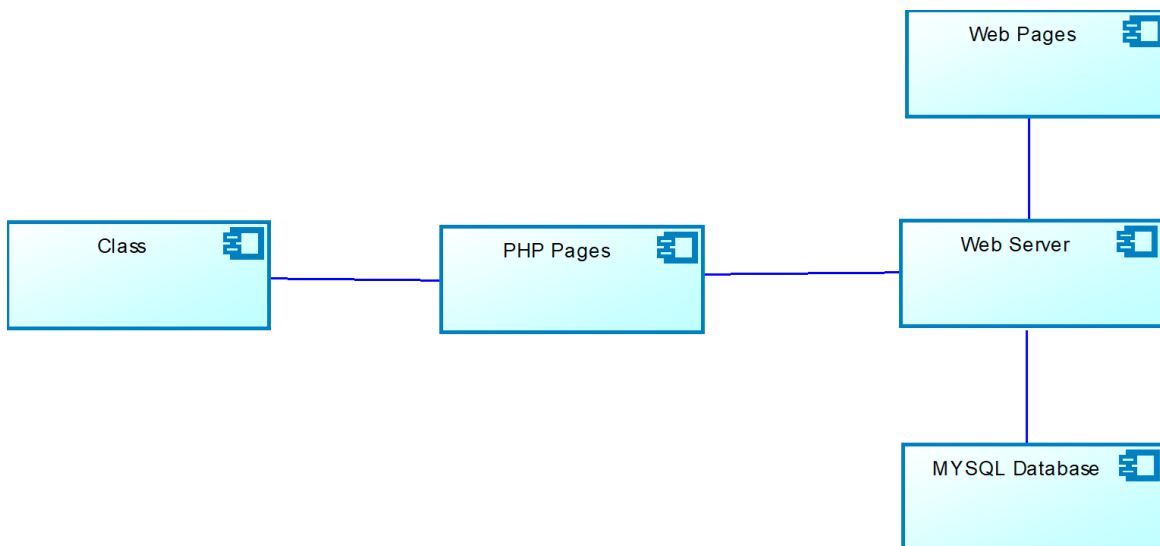 Web Pages
Class
PHP Pages
Web Server
MYSQL Database